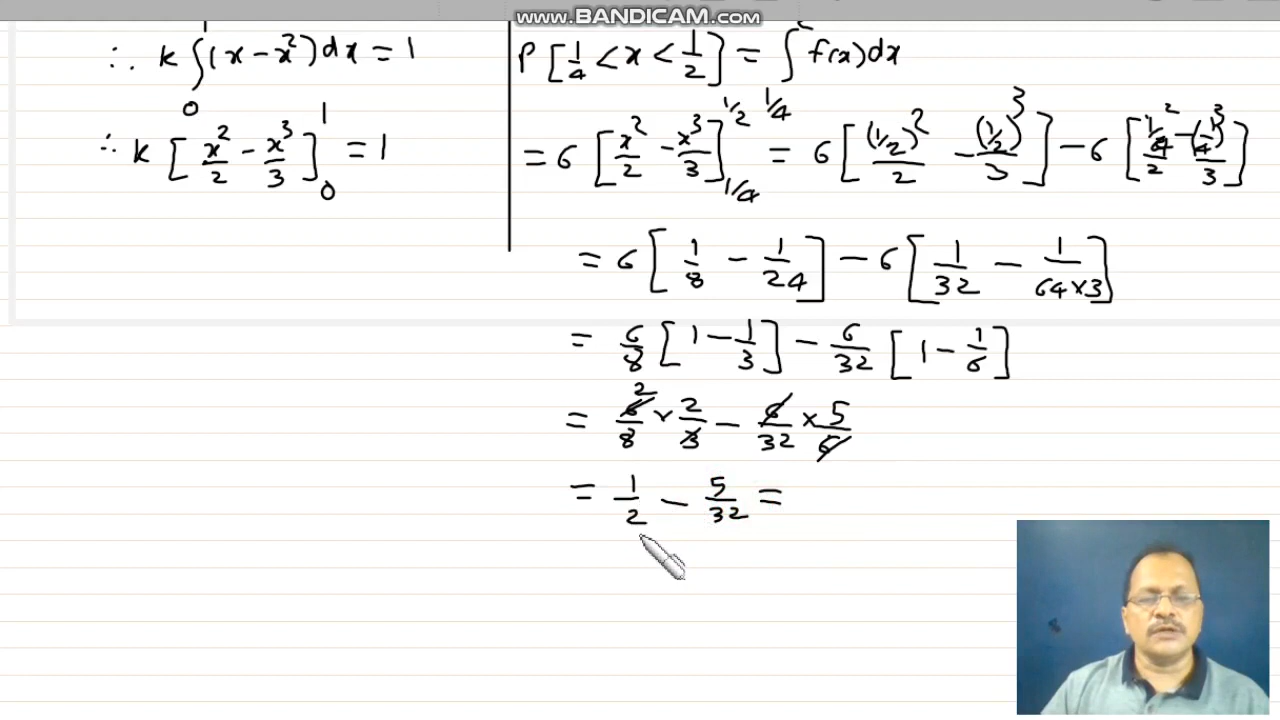 www.BANDICAM.com
∴ k ∫₀¹ (x − x²) dx = 1
∴ k [x²/2 − x³/3]₀¹ = 1
P[1/4 < x < 1/2] = ∫_{1/4}² f(x)dx
= 6 [x²/2 − x³/3]_{1/4}^{1/2} = 6 [(1/2)²/2 − (1/2)³/3] − 6 [1/4²/2 − (1/4)³/3]
= 6 [1/8 − 1/24] − 6 [1/32 − 1/(64×3)]
= 6/8 [1 − 1/3] − 6/32 [1 − 1/6]
= 6/8 2 × 2/3 − 6/32 × 5/6
= 1/2 − 5/32 =